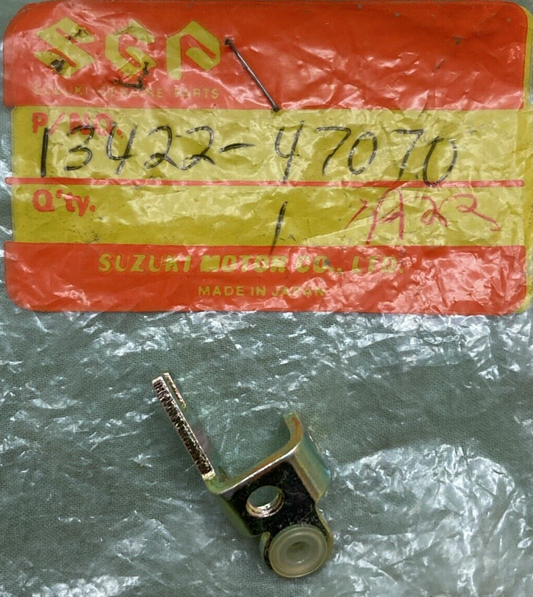 SGP
SUZUKI GENUINE PARTS
P/NO.
13422-47070
Q'ty. 1
SUZUKI MOTOR CO., LTD.
MADE IN JAPAN